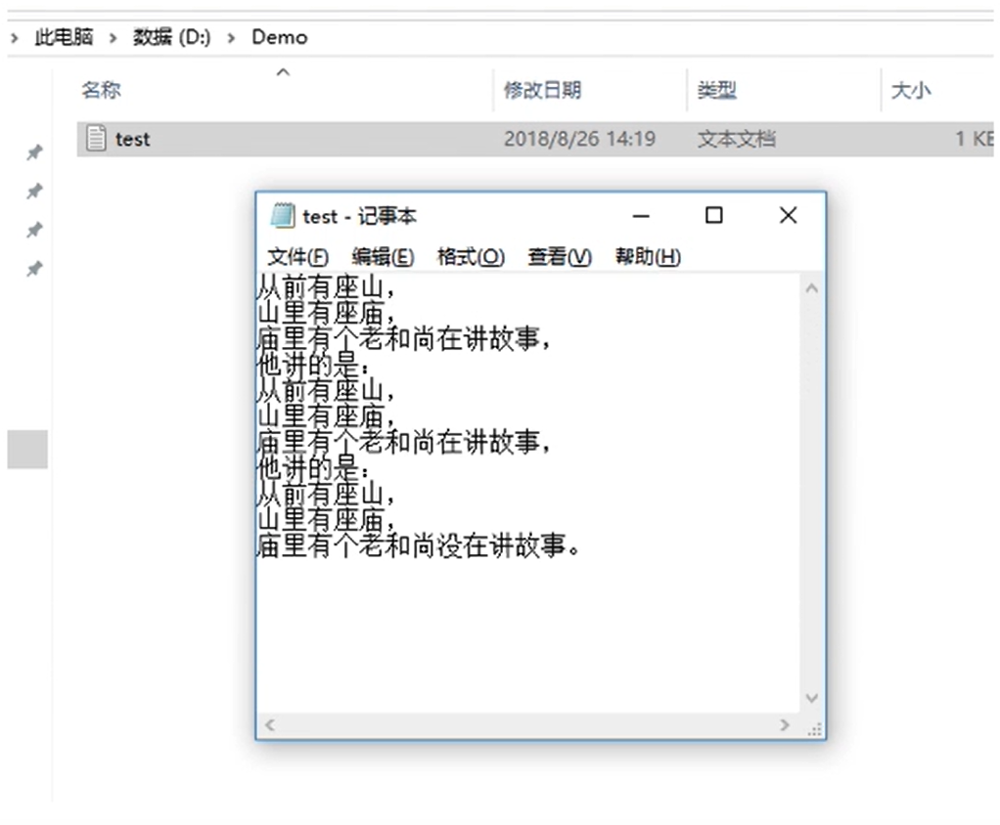 此电脑 > 数据 (D:) > Demo
名称 修改日期 类型 大小
test 2018/8/26 14:19 文本文档 1 KB
test - 记事本
文件(F) 编辑(E) 格式(O) 查看(V) 帮助(H)
从前有座山，
山里有座庙，
庙里有个老和尚在讲故事，
他讲的是：
从前有座山，
山里有座庙，
庙里有个老和尚在讲故事，
他讲的是：
从前有座山，
山里有座庙，
庙里有个老和尚没在讲故事。